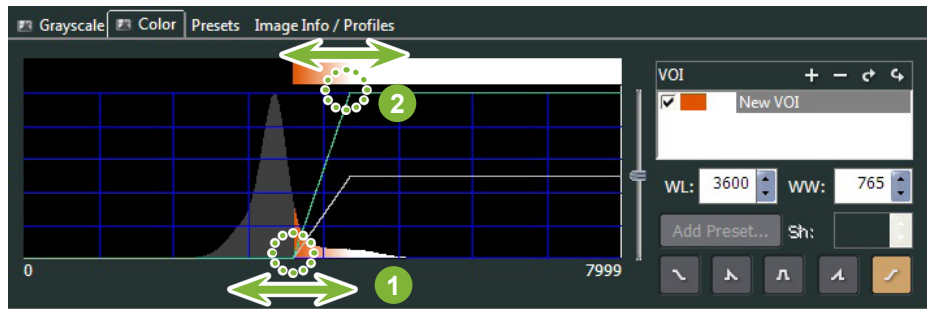 Grayscale Color Presets Image Info / Profiles
2
VOI + −
New VOI
WL: 3600 WW: 765
Add Preset... Sh:
0 7999
1